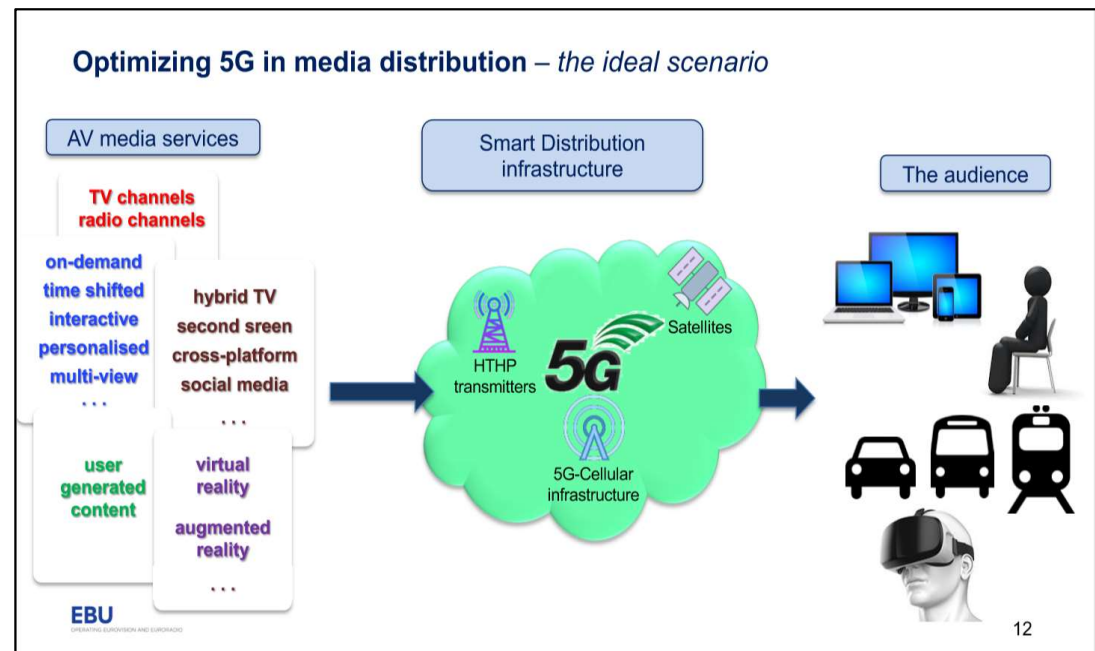 Optimizing 5G in media distribution – the ideal scenario
AV media services
TV channels
radio channels
on-demand
time shifted
interactive
personalised
multi-view
. . .
hybrid TV
second sreen
cross-platform
social media
. . .
user
generated
content
virtual
reality
augmented
reality
. . .
Smart Distribution
infrastructure
HTHP
transmitters
5G
Satellites
5G-Cellular
infrastructure
The audience
EBU
OPERATING EUROVISION AND EURORADIO
12